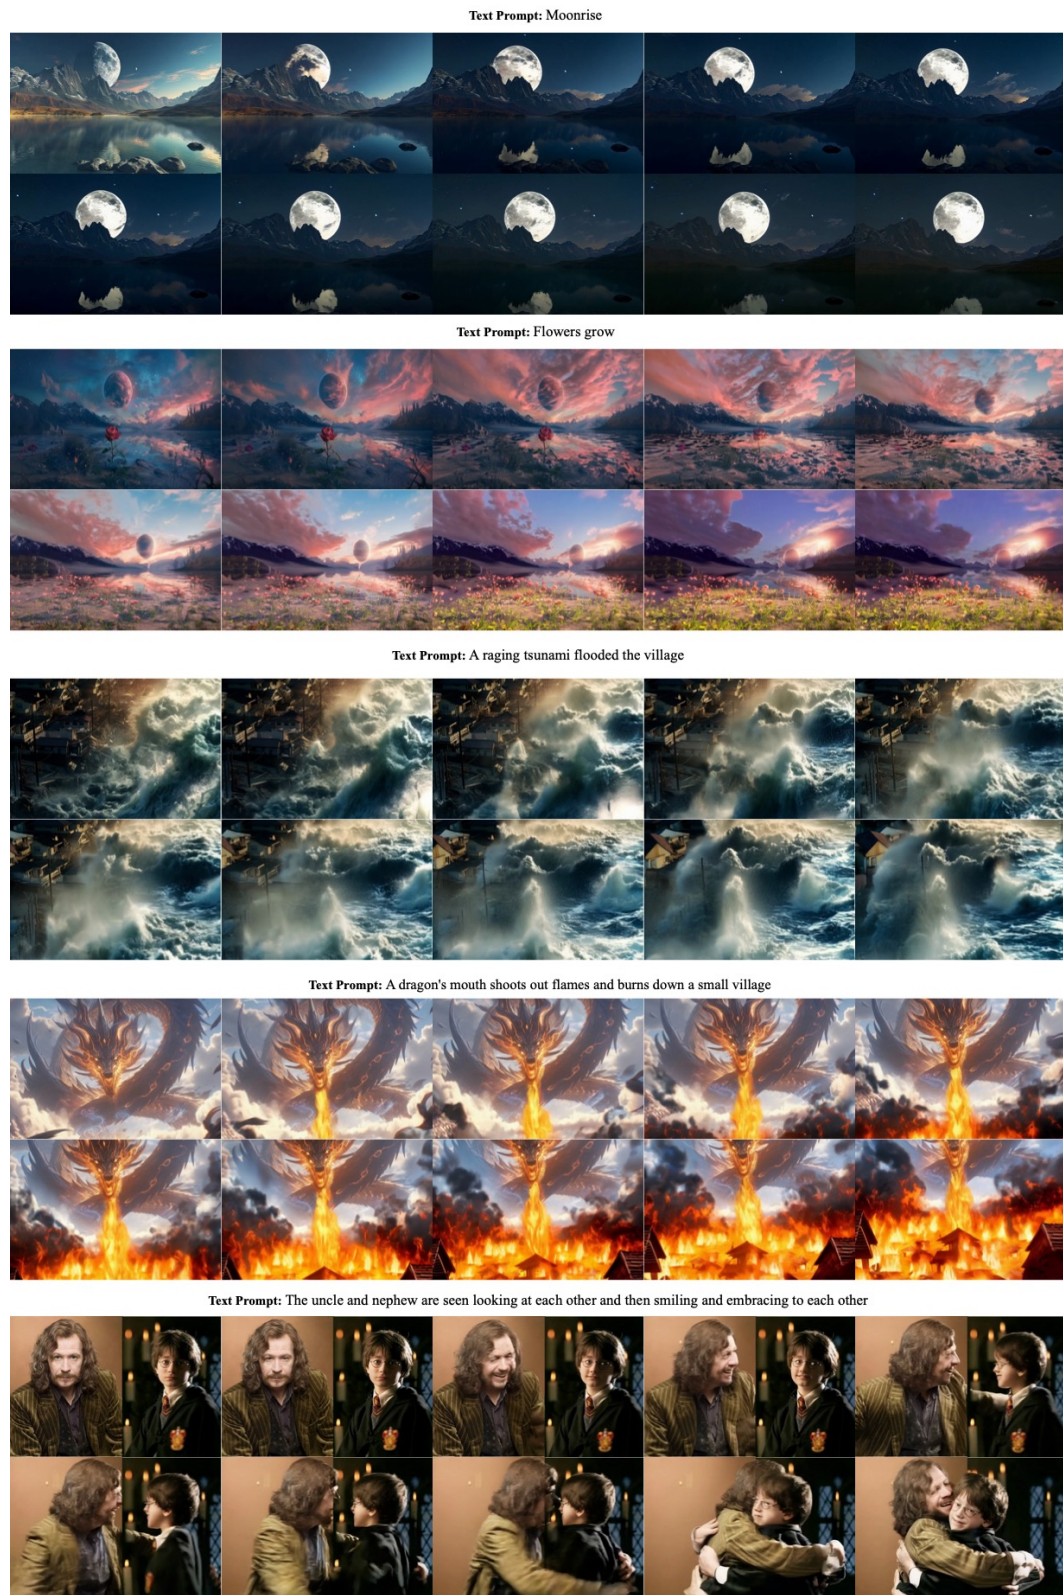 Text Prompt: Moonrise
Text Prompt: Flowers grow
Text Prompt: A raging tsunami flooded the village
Text Prompt: A dragon's mouth shoots out flames and burns down a small village
Text Prompt: The uncle and nephew are seen looking at each other and then smiling and embracing to each other